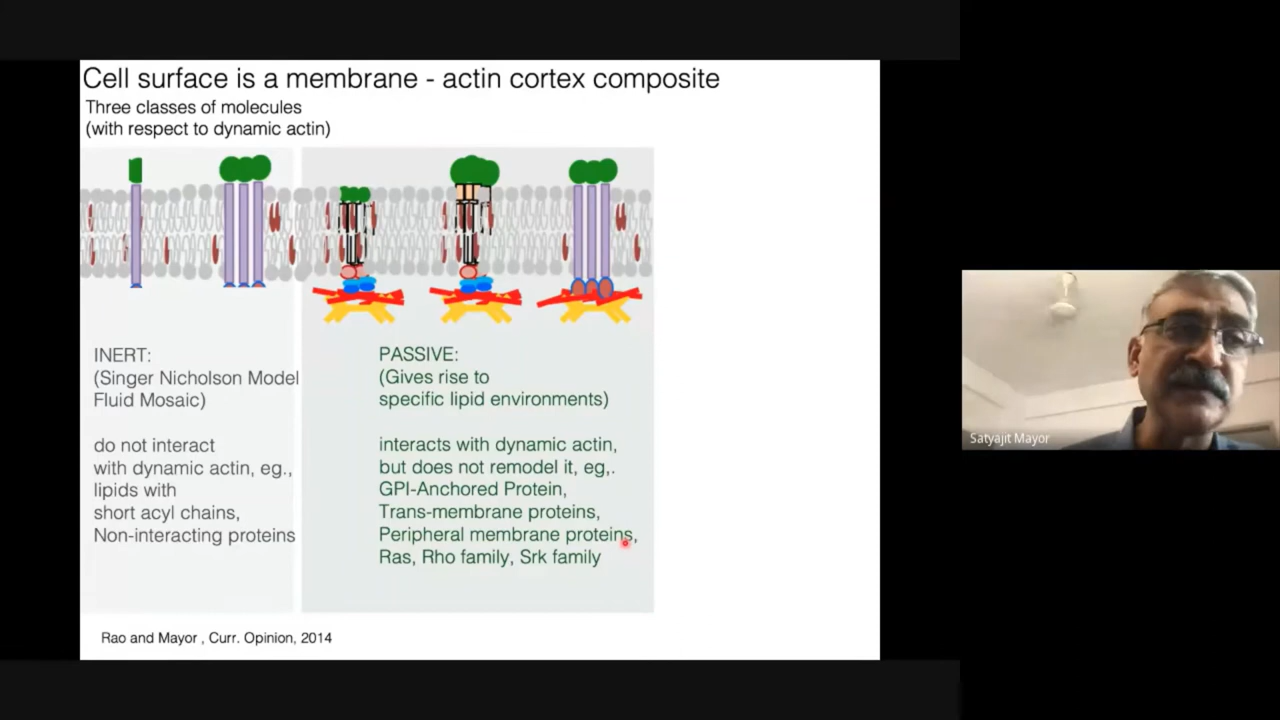 Cell surface is a membrane - actin cortex composite
Three classes of molecules
(with respect to dynamic actin)
INERT:
(Singer Nicholson Model
Fluid Mosaic)
do not interact
with dynamic actin, eg.,
lipids with
short acyl chains,
Non-interacting proteins
PASSIVE:
(Gives rise to
specific lipid environments)
interacts with dynamic actin,
but does not remodel it, eg,.
GPI-Anchored Protein,
Trans-membrane proteins,
Peripheral membrane proteins,
Ras, Rho family, Srk family
Rao and Mayor , Curr. Opinion, 2014
Satyajit Mayor